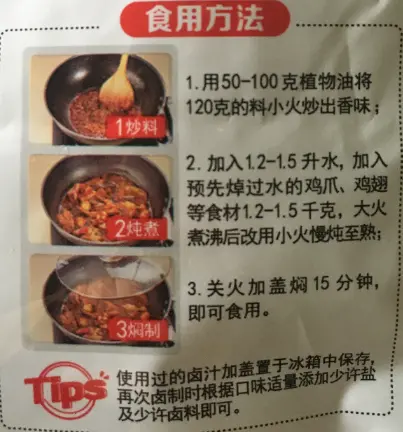 食用方法
1.用50-100克植物油将
120克的料小火炒出香味；
1炒料
2.加入1.2-1.5升水，加入
预先焯过水的鸡爪、鸡翅
等食材1.2-1.5千克，大火
煮沸后改用小火慢炖至熟；
2炖煮
3.关火加盖焖15分钟，
即可食用。
3焖制
Tips
使用过的卤汁加盖置于冰箱中保存，
再次卤制时根据口味适量添加少许盐
及少许卤料即可。